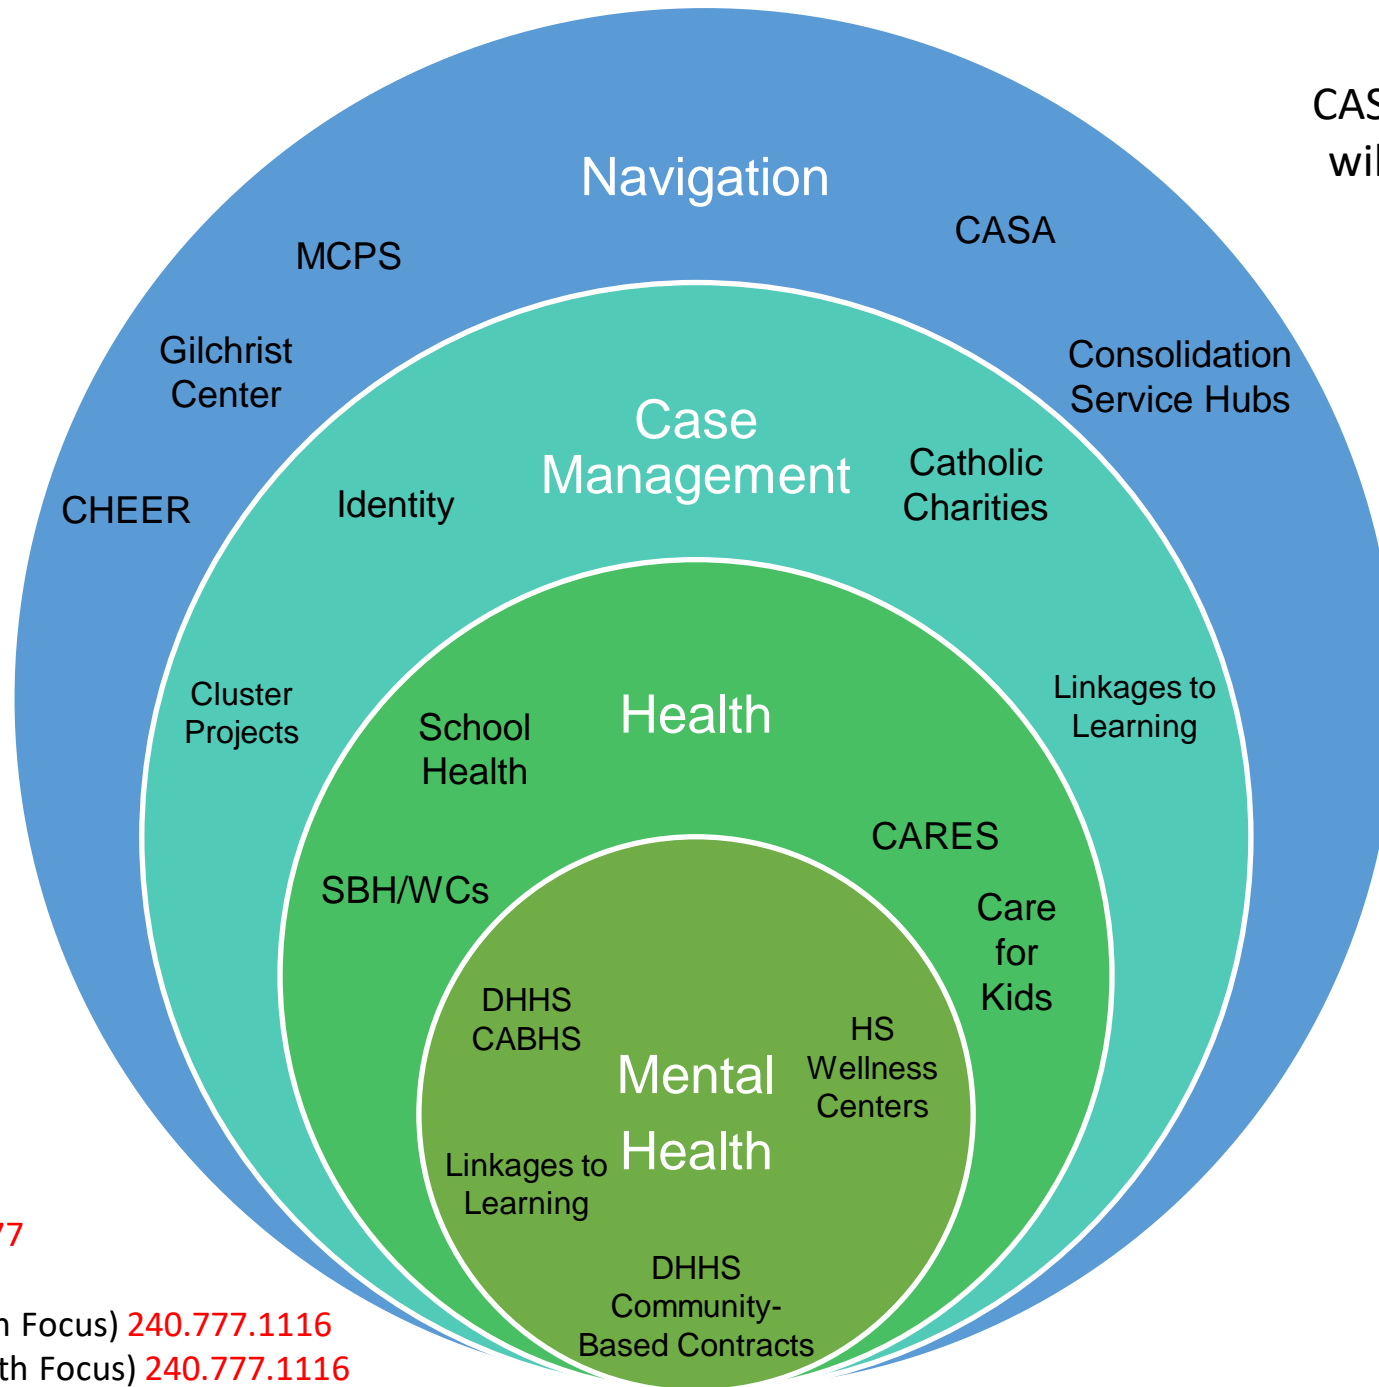 CAS
wil
Navigation
MCPS
CASA
Gilchrist
Center
Consolidation
Service Hubs
CHEER
Case
Management
Identity
Catholic
Charities
Cluster
Projects
Linkages to
Learning
Health
School
Health
CARES
SBH/WCs
Care
for
Kids
DHHS
CABHS
HS
Wellness
Centers
Mental
Health
Linkages to
Learning
DHHS
Community-
Based Contracts
77
n Focus) 240.777.1116
th Focus) 240.777.1116